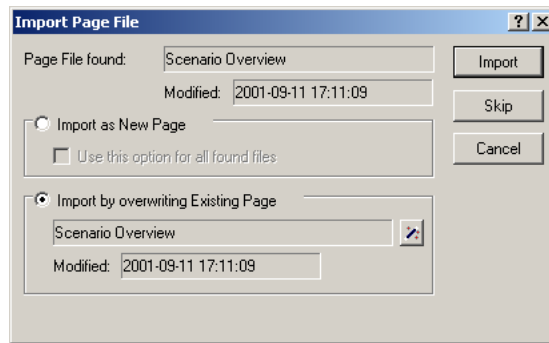 Import Page File
Page File found: Scenario Overview
Import
Modified: 2001-09-11 17:11:09
Skip
Import as New Page
Use this option for all found files
Cancel
Import by overwriting Existing Page
Scenario Overview
Modified: 2001-09-11 17:11:09